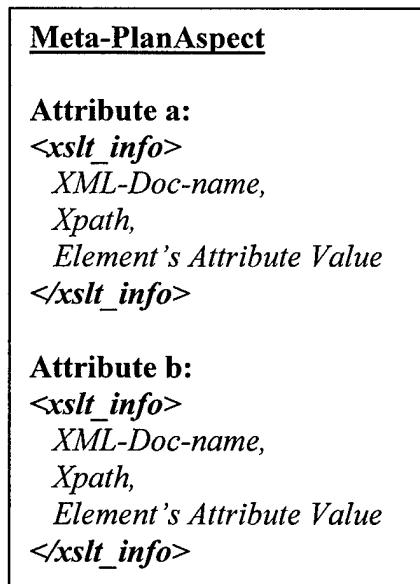 Meta-PlanAspect
Attribute a:
<xslt_info>
XML-Doc-name,
Xpath,
Element's Attribute Value
</xslt_info>
Attribute b:
<xslt_info>
XML-Doc-name,
Xpath,
Element's Attribute Value
</xslt_info>